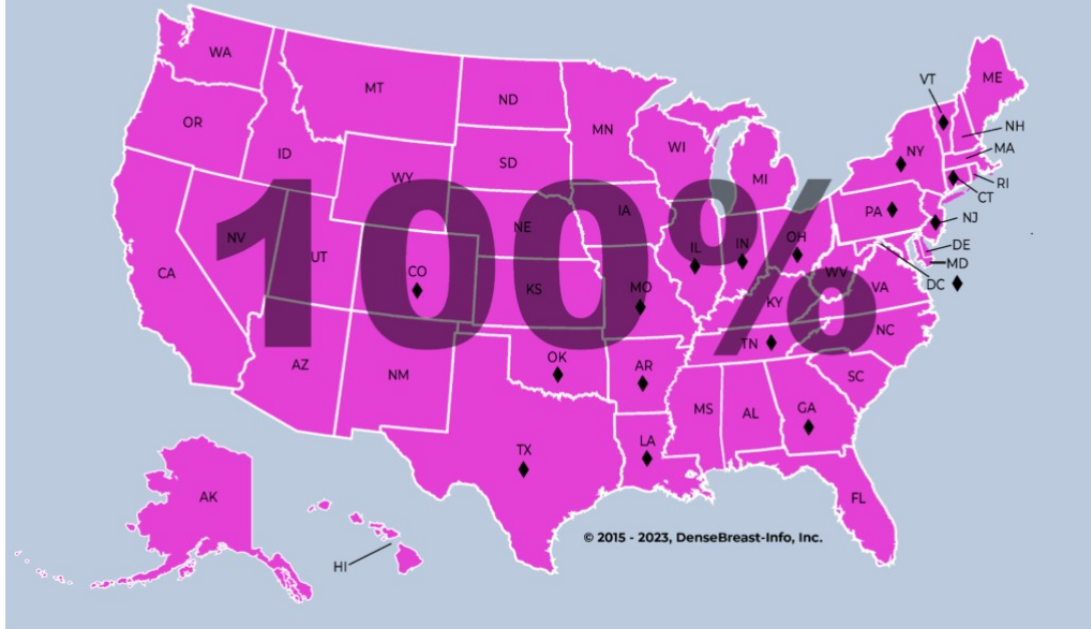 WA
MT
ND
MN
VT
ME
OR
ID
SD
WI
NY
NH
MA
WY
MI
RI
CT
100%
IA
PA
NJ
NV
NE
UT
IL
IN
OH
DE
MD
CA
CO
KS
MO
WV
VA
DC
KY
NC
AZ
NM
OK
TN
AR
SC
MS
AL
GA
TX
LA
AK
FL
© 2015 - 2023, DenseBreast-Info, Inc.
HI